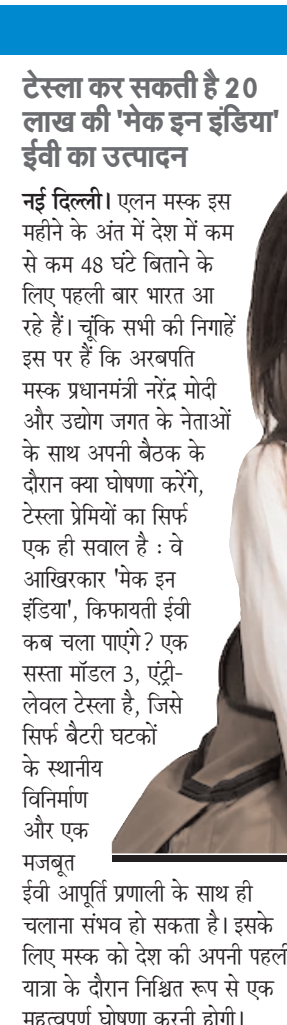 टेस्ला कर सकती है 20
लाख की 'मेक इन इंडिया'
ईवी का उत्पादन
नई दिल्ली। एलन मस्क इस
महीने के अंत में देश में कम
से कम 48 घंटे बिताने के
लिए पहली बार भारत आ
रहे हैं। चूंकि सभी की निगाहें
इस पर हैं कि अरबपति
मस्क प्रधानमंत्री नरेंद्र मोदी
और उद्योग जगत के नेताओं
के साथ अपनी बैठक के
दौरान क्या घोषणा करेंगे,
टेस्ला प्रेमियों का सिर्फ
एक ही सवाल है : वे
आखिरकार 'मेक इन
इंडिया', किफायती ईवी
कब चला पाएंगे? एक
सस्ता मॉडल 3, एंट्री-
लेवल टेस्ला है, जिसे
सिर्फ बैटरी घटकों
के स्थानीय
विनिर्माण
और एक
मजबूत
ईवी आपूर्ति प्रणाली के साथ ही
चलाना संभव हो सकता है। इसके
लिए मस्क को देश की अपनी पहली
यात्रा के दौरान निश्चित रूप से एक
महत्वपूर्ण घोषणा करनी होगी।